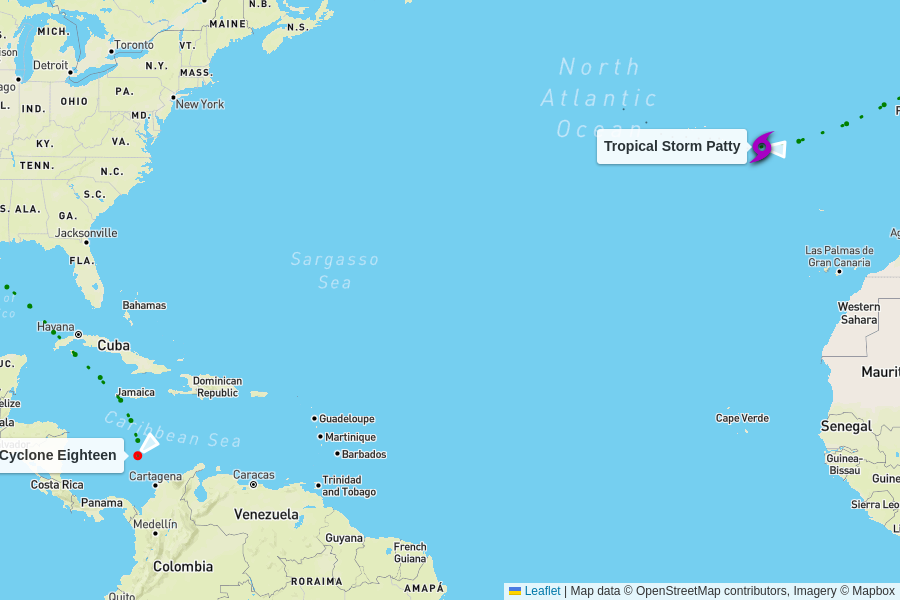 N.B.
MICH.
MAINE
N.S.
Toronto
VT.
Detroit
N.Y.
MASS.
North
Atlantic
Ocean
PA.
OHIO
IND.
New York
MD.
KY.
VA.
Tropical Storm Patty
TENN.
N.C.
S.C.
ALA.
GA.
Jacksonville
FLA.
Sargasso
Sea
Las Palmas de
Gran Canaria
Bahamas
Western
Sahara
Havana
Cuba
Jamaica
Dominican
Republic
Maurit
Caribbean Sea
Guadeloupe
Martinique
Barbados
Cape Verde
Senegal
Cyclone Eighteen
Guinea-
Bissau
Cartagena
Caracas
Costa Rica
Trinidad
and Tobago
Guine
Panama
Sierra Leo
Medellín
Venezuela
Guyana
French
Guiana
Colombia
RORAIMA
AMAPÁ
Quito
Leaflet | Map data © OpenStreetMap contributors, Imagery © Mapbox